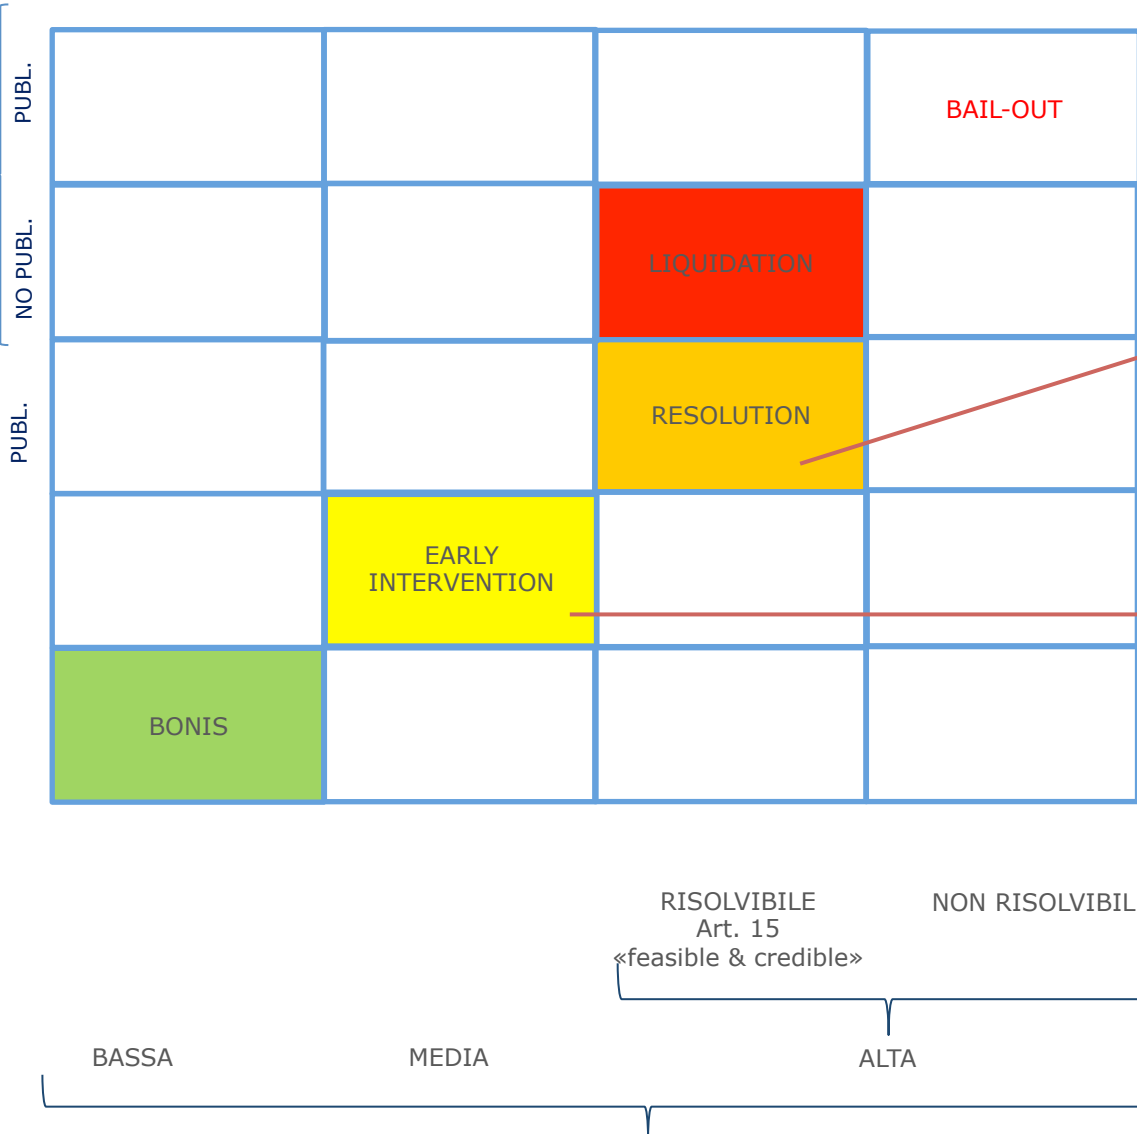 PUBL.
BAIL-OUT
NO PUBL.
LIQUIDATION
PUBL.
RESOLUTION
EARLY
INTERVENTION
BONIS
RISOLVIBILE
Art. 15
«feasible & credible»
NON RISOLVIBIL
BASSA
MEDIA
ALTA